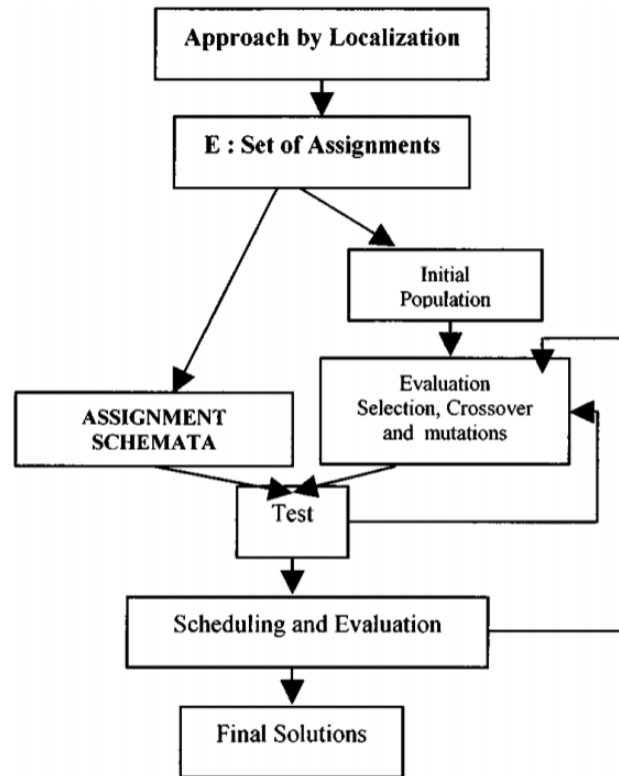 Approach by Localization
E : Set of Assignments
Initial
Population
Evaluation
Selection, Crossover
and mutations
ASSIGNMENT
SCHEMATA
Test
Scheduling and Evaluation
Final Solutions